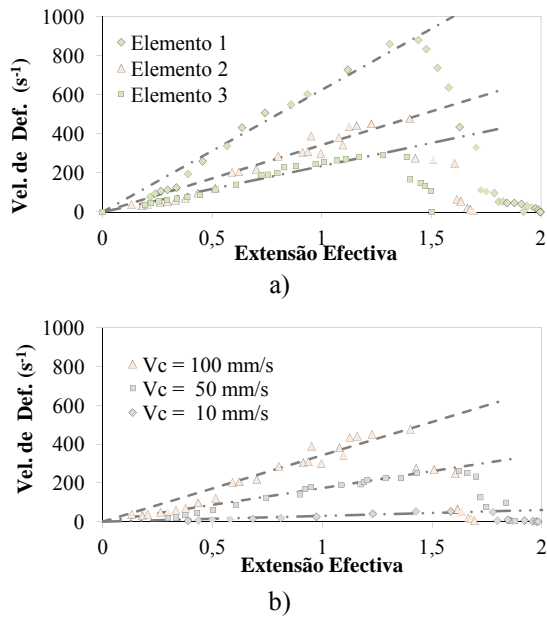 1000
800
600
400
200
0
Vel. de Def. (s⁻¹)
Elemento 1
Elemento 2
Elemento 3
0 0,5 1 1,5 2
Extensão Efectiva
a)
1000
800
600
400
200
0
Vel. de Def. (s⁻¹)
Vc = 100 mm/s
Vc = 50 mm/s
Vc = 10 mm/s
0 0,5 1 1,5 2
Extensão Efectiva
b)